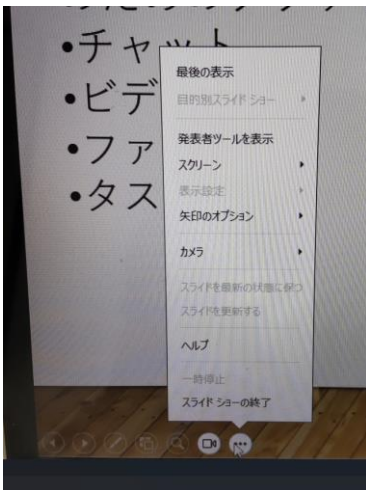 •チャット
•ビデ
•ファ
•タス
最後の表示
目的別スライド ショー
発表者ツールを表示
スクリーン
表示設定
矢印のオプション
カメラ
スライドを最新の状態に保つ
スライドを更新する
ヘルプ
一時停止
スライド ショーの終了